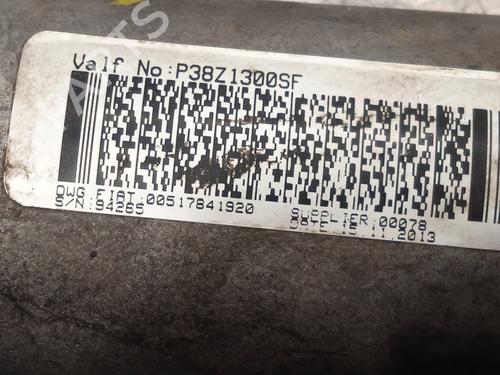 Valf No:P38Z1300SF
DWG FIAT:00517841920
S/N:94265
SUPPLIER:00078
DATE:15.11.2013